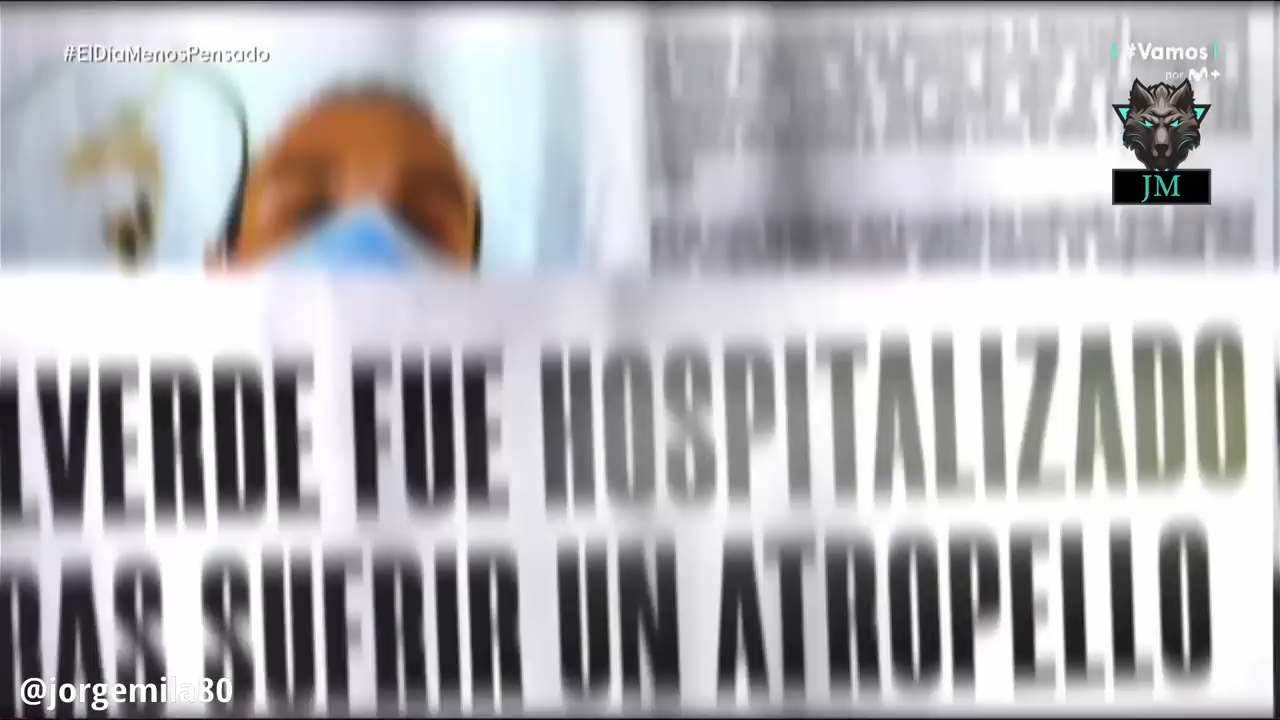 #ElDíaMenosPensado
#Vamos
por M+
JM
LVERDE FUE HOSPITALIZADO
RAS SUFRIR UN ATROPELLO
@jorgemila80